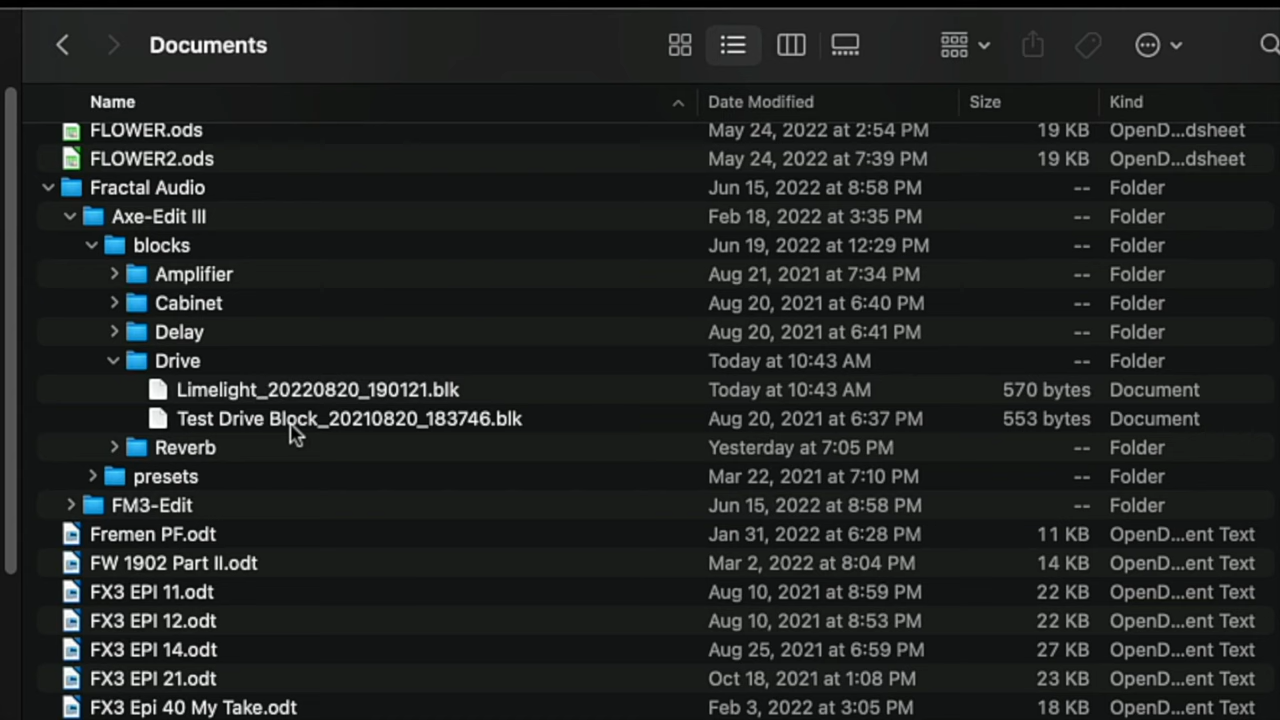 Documents
Name Date Modified Size Kind
FLOWER.ods May 24, 2022 at 2:54 PM 19 KB OpenD...dsheet
FLOWER2.ods May 24, 2022 at 7:39 PM 19 KB OpenD...dsheet
Fractal Audio Jun 15, 2022 at 8:58 PM -- Folder
Axe-Edit III Feb 18, 2022 at 3:35 PM -- Folder
blocks Jun 19, 2022 at 12:29 PM -- Folder
Amplifier Aug 21, 2021 at 7:34 PM -- Folder
Cabinet Aug 20, 2021 at 6:40 PM -- Folder
Delay Aug 20, 2021 at 6:41 PM -- Folder
Drive Today at 10:43 AM -- Folder
Limelight_20220820_190121.blk Today at 10:43 AM 570 bytes Document
Test Drive Block_20210820_183746.blk Aug 20, 2021 at 6:37 PM 553 bytes Document
Reverb Yesterday at 7:05 PM -- Folder
presets Mar 22, 2021 at 7:10 PM -- Folder
FM3-Edit Jun 15, 2022 at 8:58 PM -- Folder
Fremen PF.odt Jan 31, 2022 at 6:28 PM 11 KB OpenD...ent Text
FW 1902 Part II.odt Mar 2, 2022 at 8:04 PM 14 KB OpenD...ent Text
FX3 EPI 11.odt Aug 10, 2021 at 8:59 PM 22 KB OpenD...ent Text
FX3 EPI 12.odt Aug 10, 2021 at 8:53 PM 22 KB OpenD...ent Text
FX3 EPI 14.odt Aug 25, 2021 at 6:59 PM 27 KB OpenD...ent Text
FX3 EPI 21.odt Oct 18, 2021 at 1:08 PM 23 KB OpenD...ent Text
FX3 Epi 40 My Take.odt Feb 3, 2022 at 3:05 PM 18 KB OpenD...ent Text